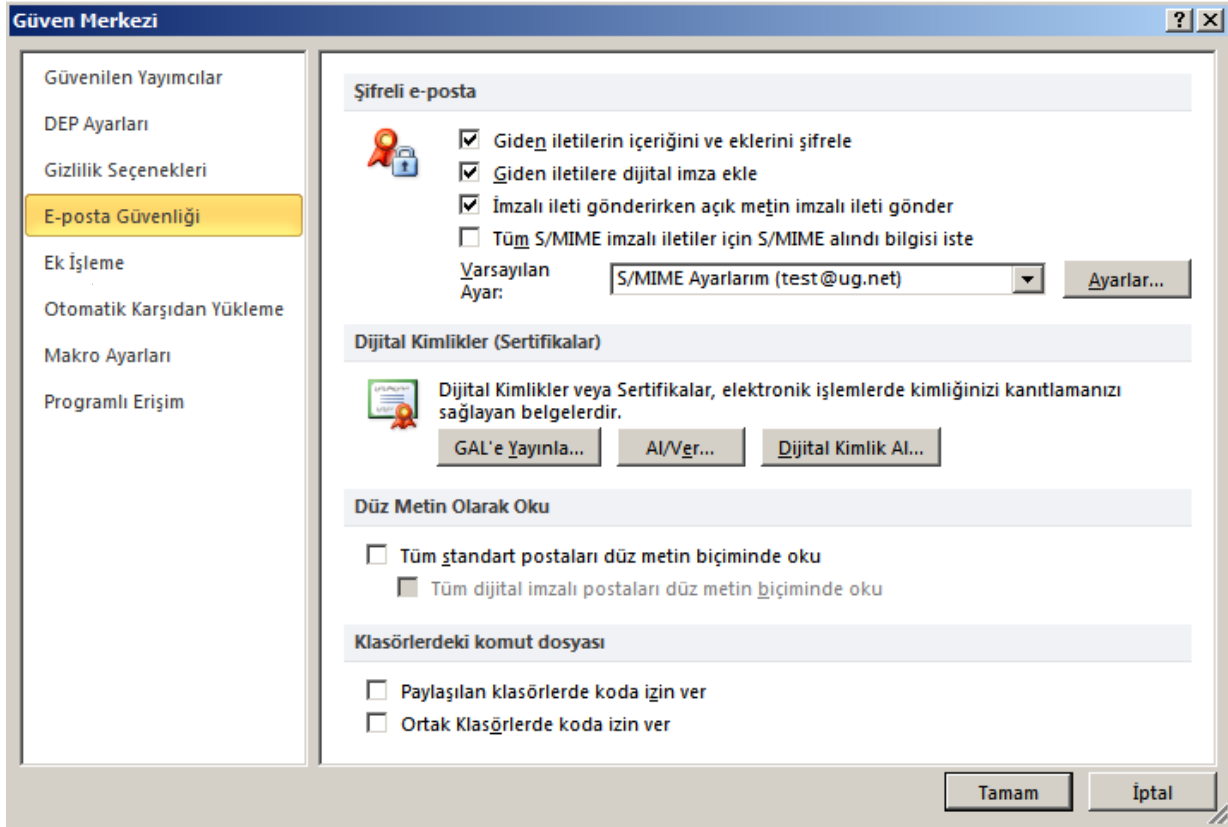 Güven Merkezi
Güvenilen Yayımcılar
DEP Ayarları
Gizlilik Seçenekleri
E-posta Güvenliği
Ek İşleme
Otomatik Karşıdan Yükleme
Makro Ayarları
Programlı Erişim
Şifreli e-posta
Giden iletilerin içeriğini ve eklerini şifrele
Giden iletilere dijital imza ekle
İmzalı ileti gönderirken açık metin imzalı ileti gönder
Tüm S/MIME imzalı iletiler için S/MIME alındı bilgisi iste
Varsayılan
Ayar:
S/MIME Ayarlarım (test@ug.net)
Ayarlar...
Dijital Kimlikler (Sertifikalar)
Dijital Kimlikler veya Sertifikalar, elektronik işlemlerde kimliğinizi kanıtlamanızı
sağlayan belgelerdir.
GAL'e Yayınla...
Al/Ver...
Dijital Kimlik Al...
Düz Metin Olarak Oku
Tüm standart postaları düz metin biçiminde oku
Tüm dijital imzalı postaları düz metin biçiminde oku
Klasörlerdeki komut dosyası
Paylaşılan klasörlerde koda izin ver
Ortak Klasörlerde koda izin ver
Tamam
İptal